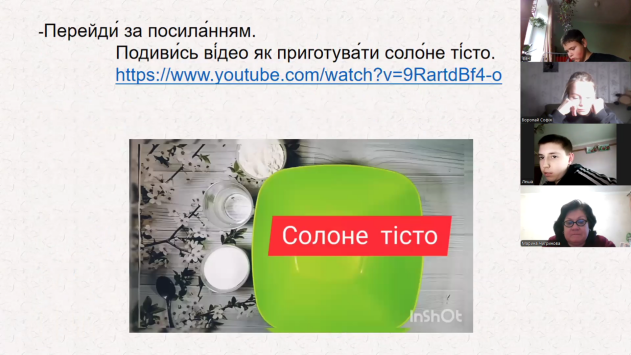 -Перейди́ за посила́нням.
Подиви́сь ві́део як приготува́ти соло́не ті́сто.
https://www.youtube.com/watch?v=9RartdBf4-o
Солоне тісто
InShOt